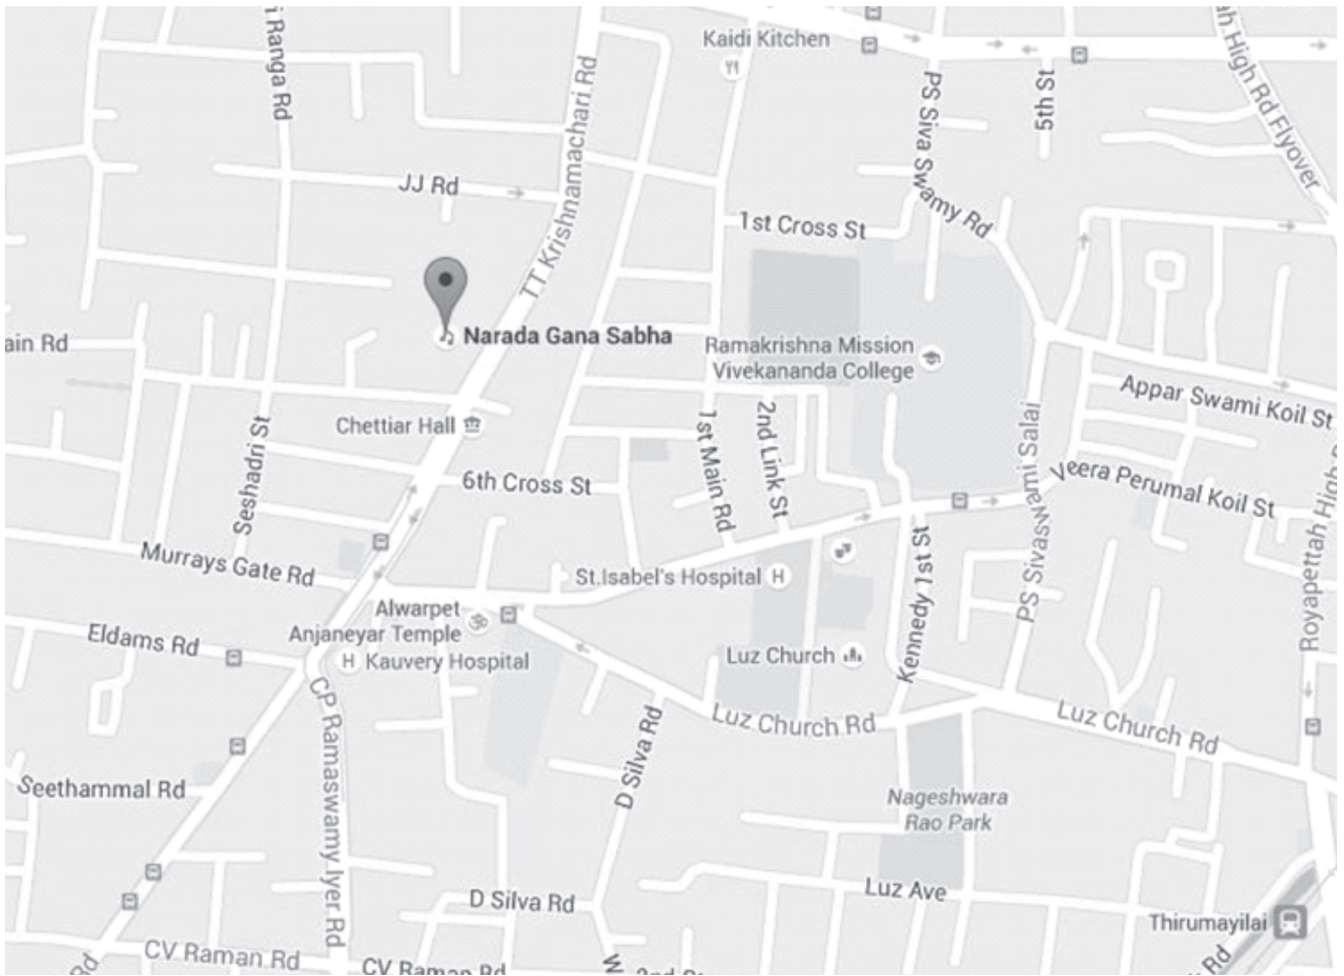 i.Ranga Rd
Kaidi Kitchen
PS Siva Swamy Rd
5th St
ah High Rd Flyover
TT Krishnamachari Rd
JJ Rd
1st Cross St
ain Rd
Narada Gana Sabha
Ramakrishna Mission
Vivekananda College
Appar Swami Koil St
Chettiar Hall
Seshadri St
1st Main Rd
2nd Link St
6th Cross St
PS Sivaswami Salai
Veera Perumal Koil St
Royapettah High R
Murrays Gate Rd
St.Isabel's Hospital H
Kennedy 1st St
Alwarpet
Anjaneyar Temple
Eldams Rd
H Kauvery Hospital
Luz Church
CP Ramaswamy Iyer Rd
Luz Church Rd
Luz Church Rd
D Silva Rd
Seethammal Rd
Nageshwara
Rao Park
Luz Ave
D Silva Rd
Thirumayilai
CV Raman Rd
CV Raman Rd
Rd
W
2nd St
Rd